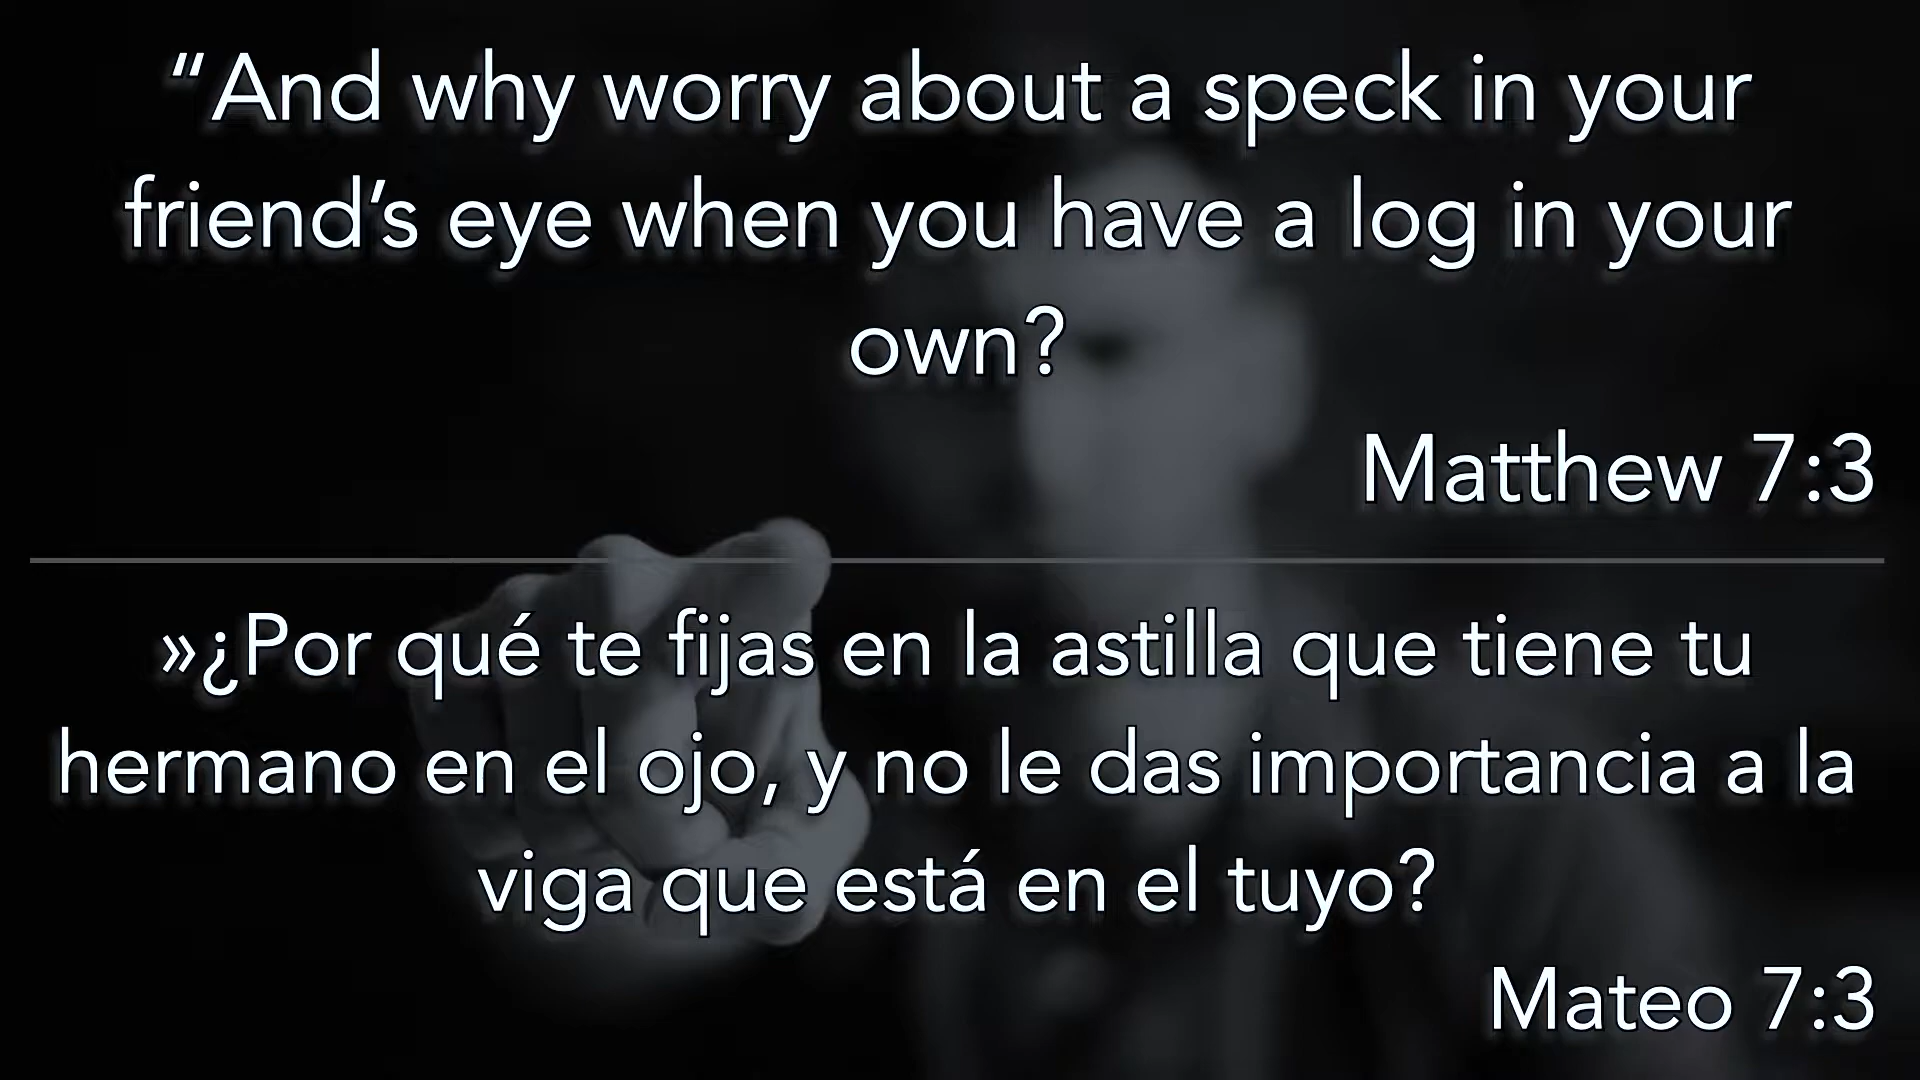 “And why worry about a speck in your
friend’s eye when you have a log in your
own?
Matthew 7:3
»¿Por qué te fijas en la astilla que tiene tu
hermano en el ojo, y no le das importancia a la
viga que está en el tuyo?
Mateo 7:3